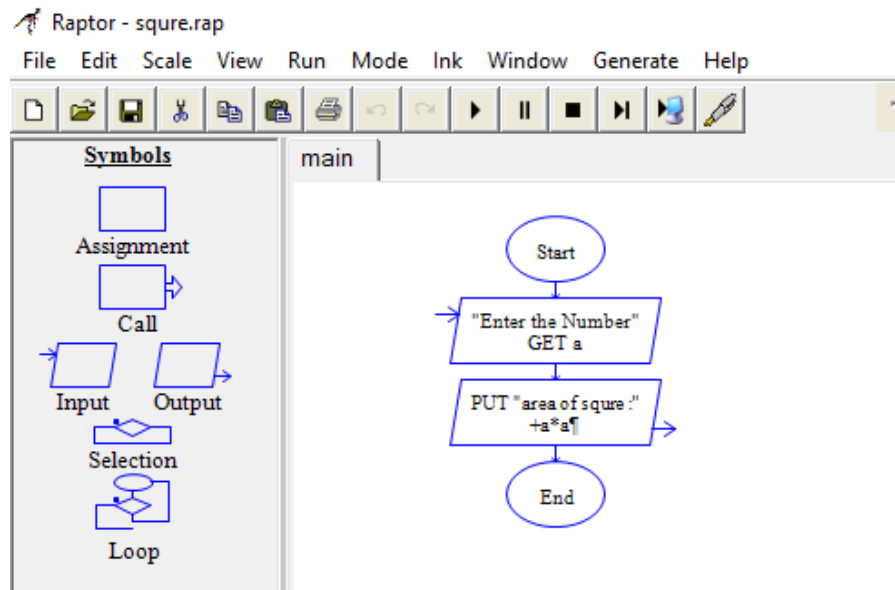 Raptor - squre.rap
File Edit Scale View Run Mode Ink Window Generate Help
Symbols
Assignment
Call
Input Output
Selection
Loop
main
Start
"Enter the Number"
GET a
PUT "area of squre :"
+a*a¶
End